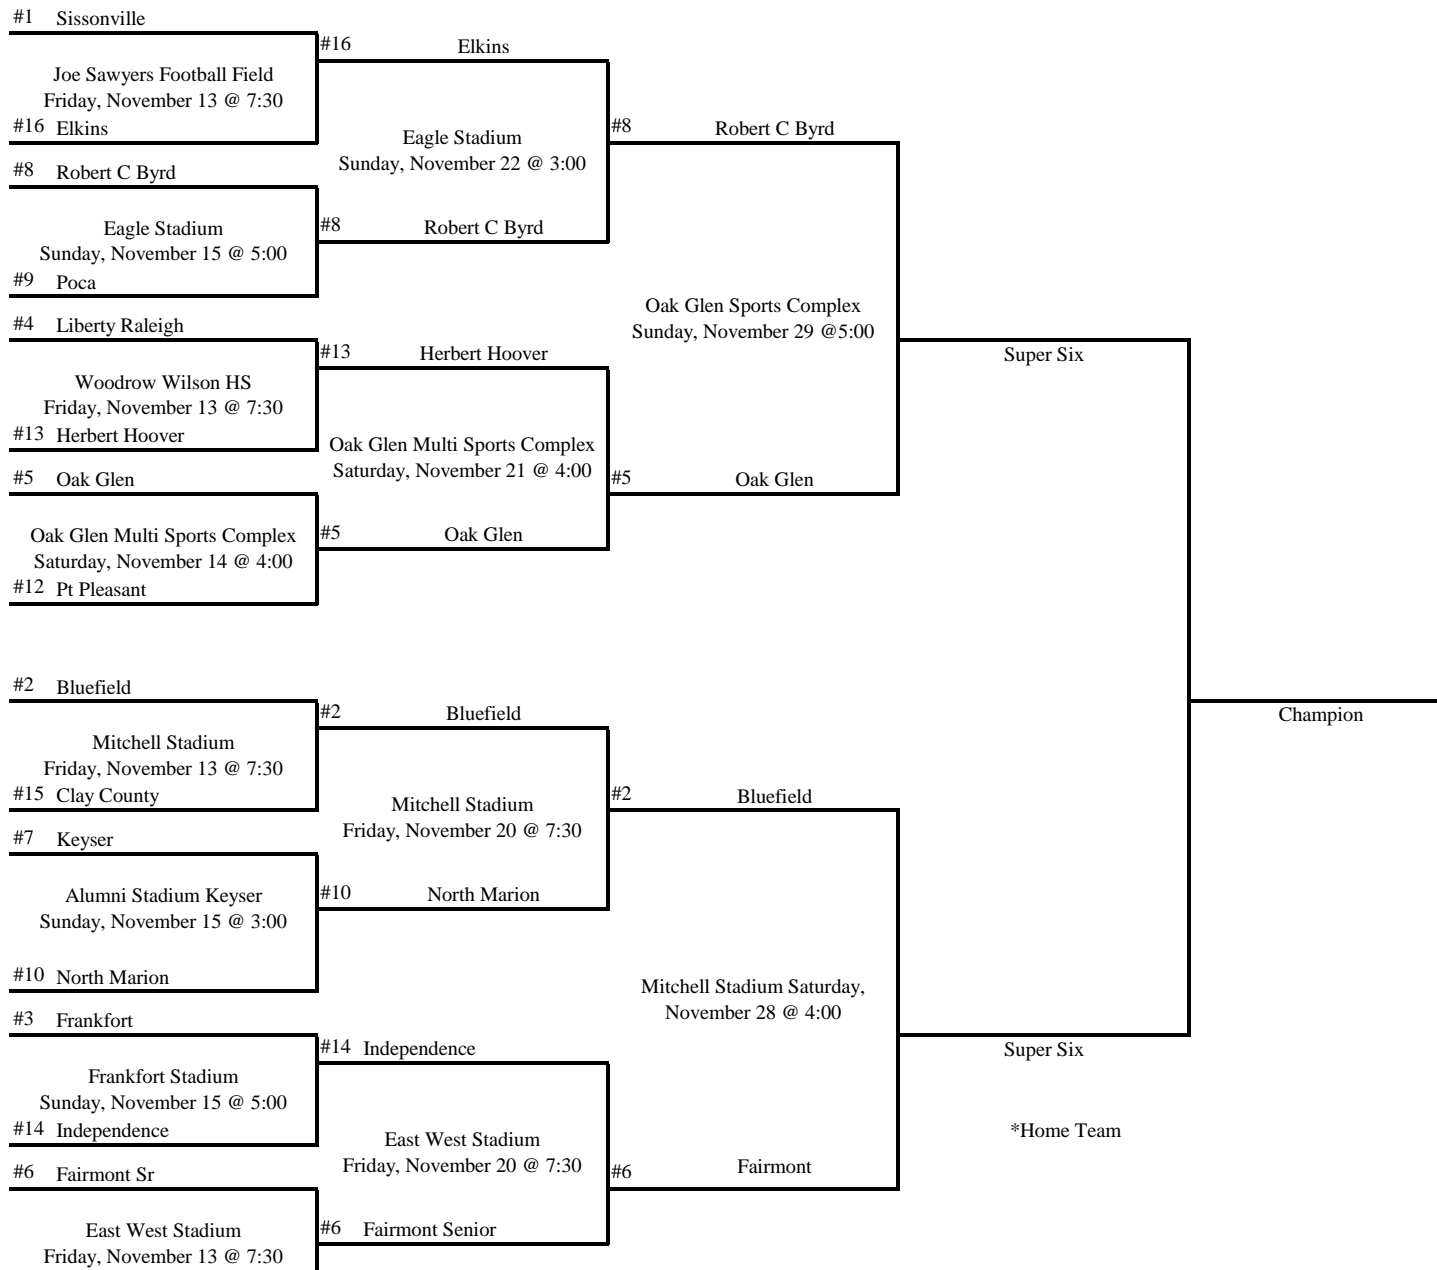 #1 Sissonville
Joe Sawyers Football Field
Friday, November 13 @ 7:30
#16 Elkins
#8 Robert C Byrd
Eagle Stadium
Sunday, November 15 @ 5:00
#9 Poca
#4 Liberty Raleigh
Woodrow Wilson HS
Friday, November 13 @ 7:30
#13 Herbert Hoover
#5 Oak Glen
Oak Glen Multi Sports Complex
Saturday, November 14 @ 4:00
#12 Pt Pleasant
#2 Bluefield
Mitchell Stadium
Friday, November 13 @ 7:30
#15 Clay County
#7 Keyser
Alumni Stadium Keyser
Sunday, November 15 @ 3:00
#10 North Marion
#3 Frankfort
Frankfort Stadium
Sunday, November 15 @ 5:00
#14 Independence
#6 Fairmont Sr
East West Stadium
Friday, November 13 @ 7:30
#16 Elkins
Eagle Stadium
Sunday, November 22 @ 3:00
#8 Robert C Byrd
#13 Herbert Hoover
Oak Glen Multi Sports Complex
Saturday, November 21 @ 4:00
#5 Oak Glen
#2 Bluefield
Mitchell Stadium
Friday, November 20 @ 7:30
#10 North Marion
#14 Independence
East West Stadium
Friday, November 20 @ 7:30
#6 Fairmont Senior
#8 Robert C Byrd
Oak Glen Sports Complex
Sunday, November 29 @5:00
#5 Oak Glen
#2 Bluefield
Mitchell Stadium Saturday,
November 28 @ 4:00
#6 Fairmont
Super Six
Super Six
*Home Team
Champion